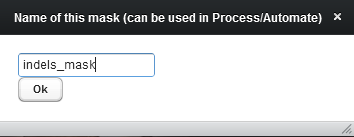 Name of this mask (can be used in Process/Automate) ×
indels_mask
Ok